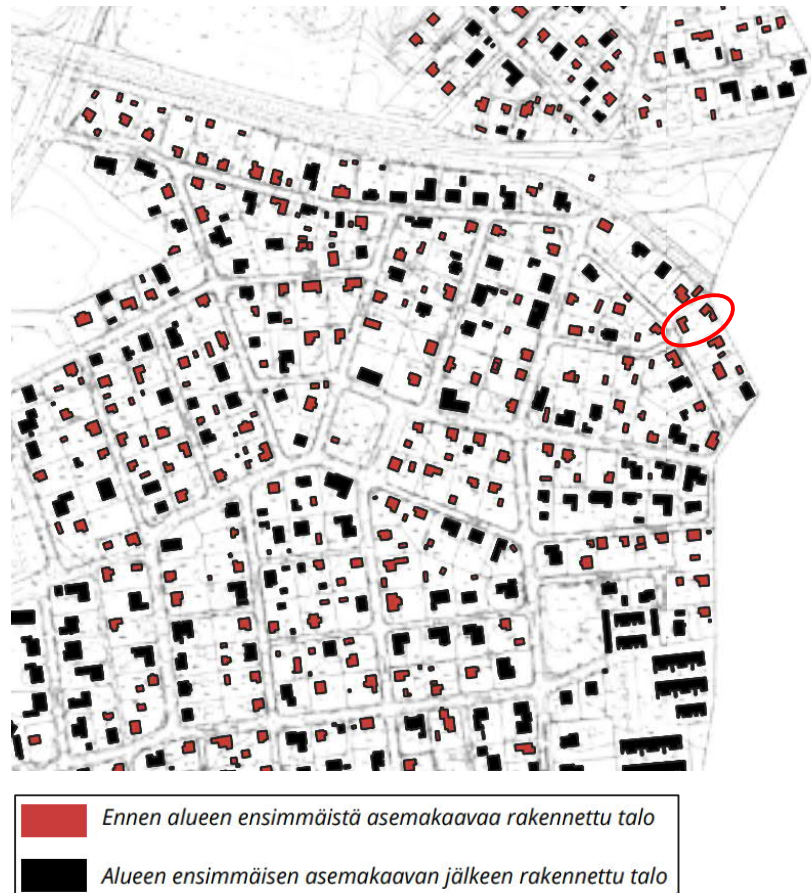 Ennen alueen ensimmäistä asemakaavaa rakennettu talo
Alueen ensimmäisen asemakaavan jälkeen rakennettu talo